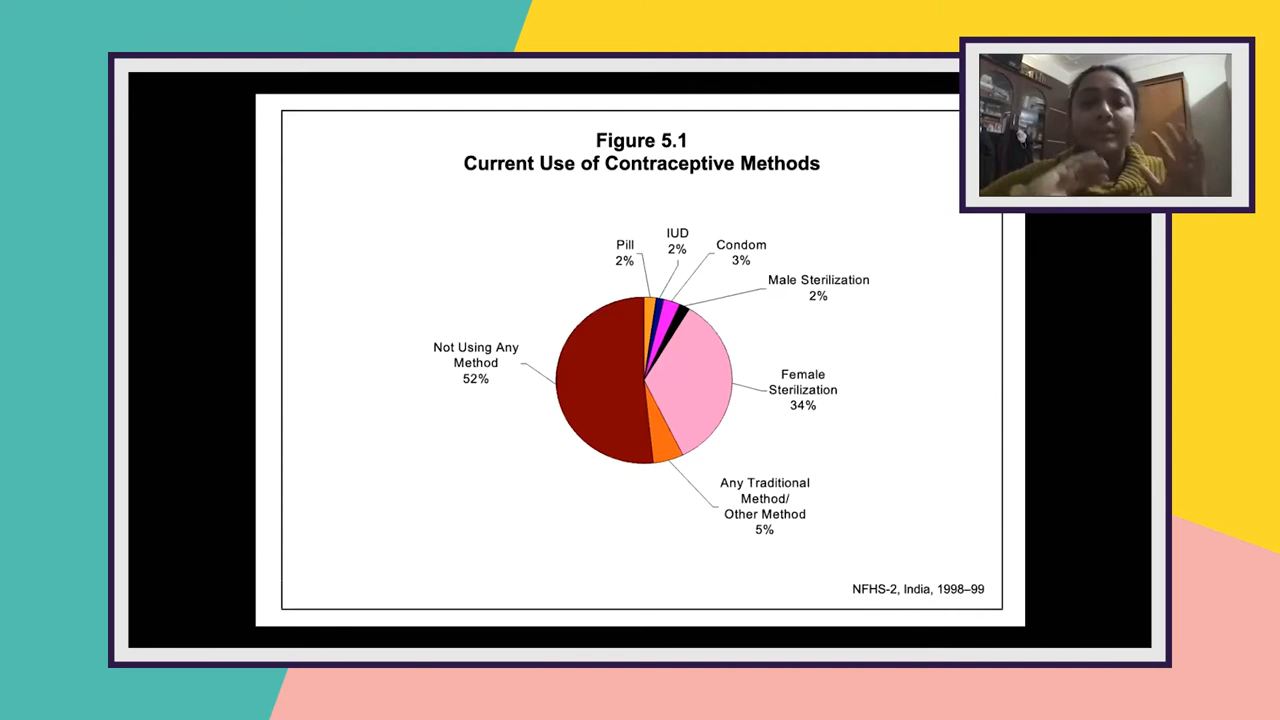 Figure 5.1
Current Use of Contraceptive Methods
Pill
2%
IUD
2%
Condom
3%
Male Sterilization
2%
Not Using Any
Method
52%
Female
Sterilization
34%
Any Traditional
Method/
Other Method
5%
NFHS-2, India, 1998–99